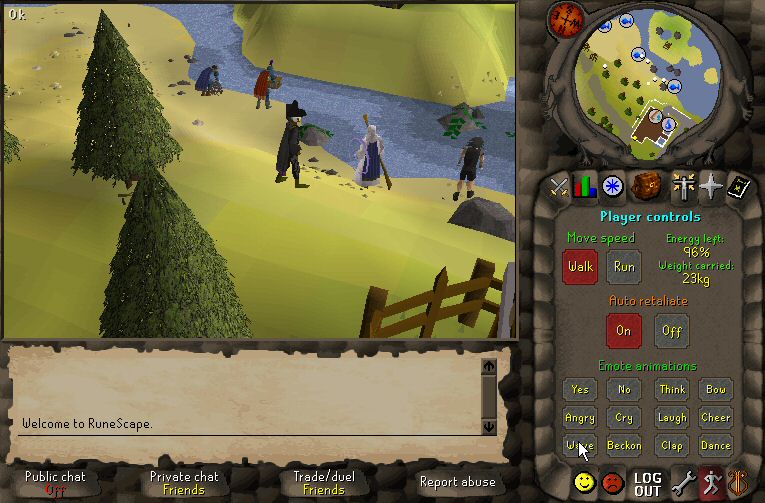 Ok
Player controls
Move speed
Energy left:
96%
Walk
Run
Weight carried:
23kg
Auto retaliate
On
Off
Emote animations
Yes
No
Think
Bow
Angry
Cry
Laugh
Cheer
Wave
Beckon
Clap
Dance
Welcome to RuneScape.
Public chat
Off
Private chat
Friends
Trade/duel
Friends
Report abuse
LOG
OUT